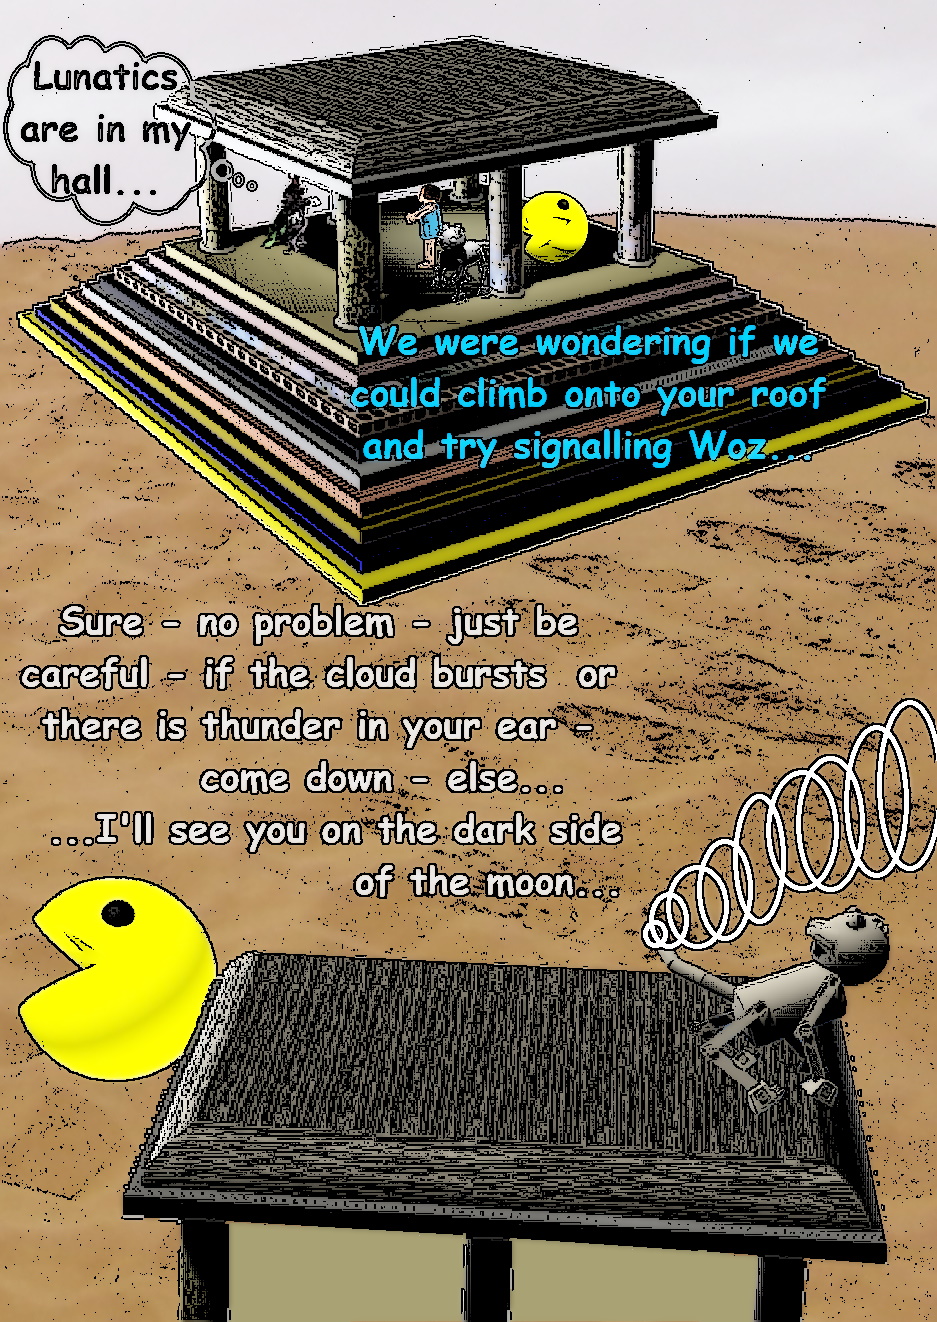 Lunatics
are in my
hall...
We were wondering if we
could climb onto your roof
and try signalling Woz...
Sure - no problem - just be
careful - if the cloud bursts or
there is thunder in your ear -
come down - else...
...I'll see you on the dark side
of the moon...